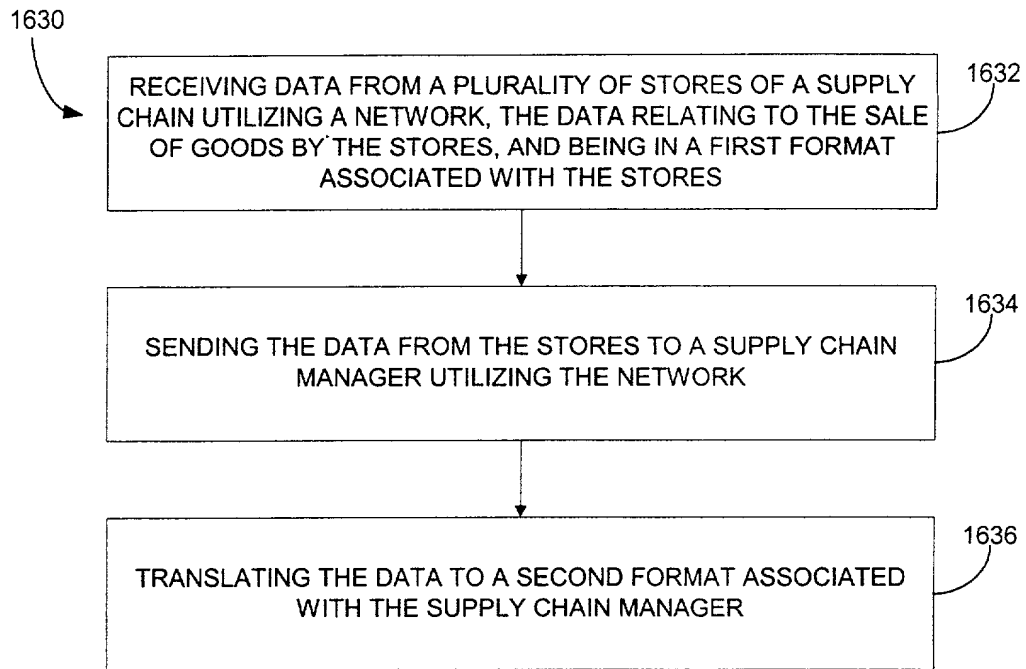 1630
RECEIVING DATA FROM A PLURALITY OF STORES OF A SUPPLY
CHAIN UTILIZING A NETWORK, THE DATA RELATING TO THE SALE
OF GOODS BY THE STORES, AND BEING IN A FIRST FORMAT
ASSOCIATED WITH THE STORES
1632
SENDING THE DATA FROM THE STORES TO A SUPPLY CHAIN
MANAGER UTILIZING THE NETWORK
1634
TRANSLATING THE DATA TO A SECOND FORMAT ASSOCIATED
WITH THE SUPPLY CHAIN MANAGER
1636